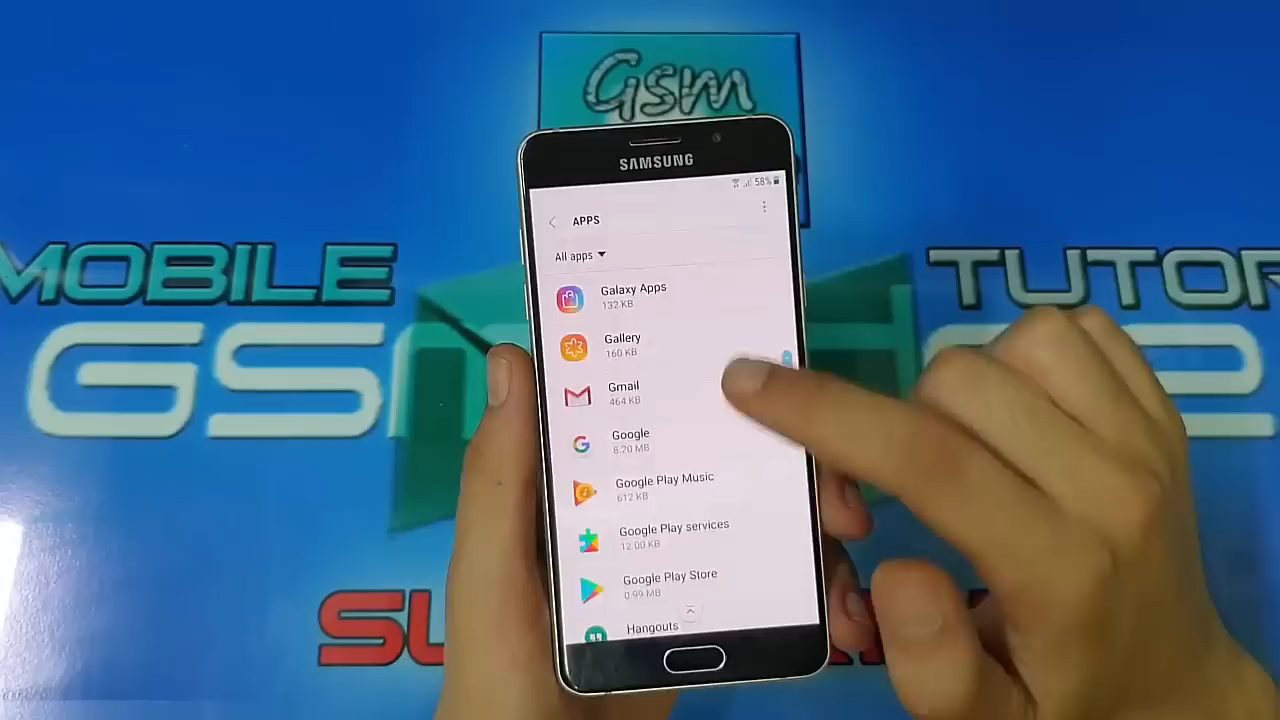 Gsm
SAMSUNG
58%
APPS
All apps
Galaxy Apps
132 KB
Gallery
160 KB
Gmail
464 KB
Google
8.20 MB
Google Play Music
612 KB
Google Play services
12.00 KB
Google Play Store
0.99 MB
Hangouts
MOBILE
TUTOR
GS
SU